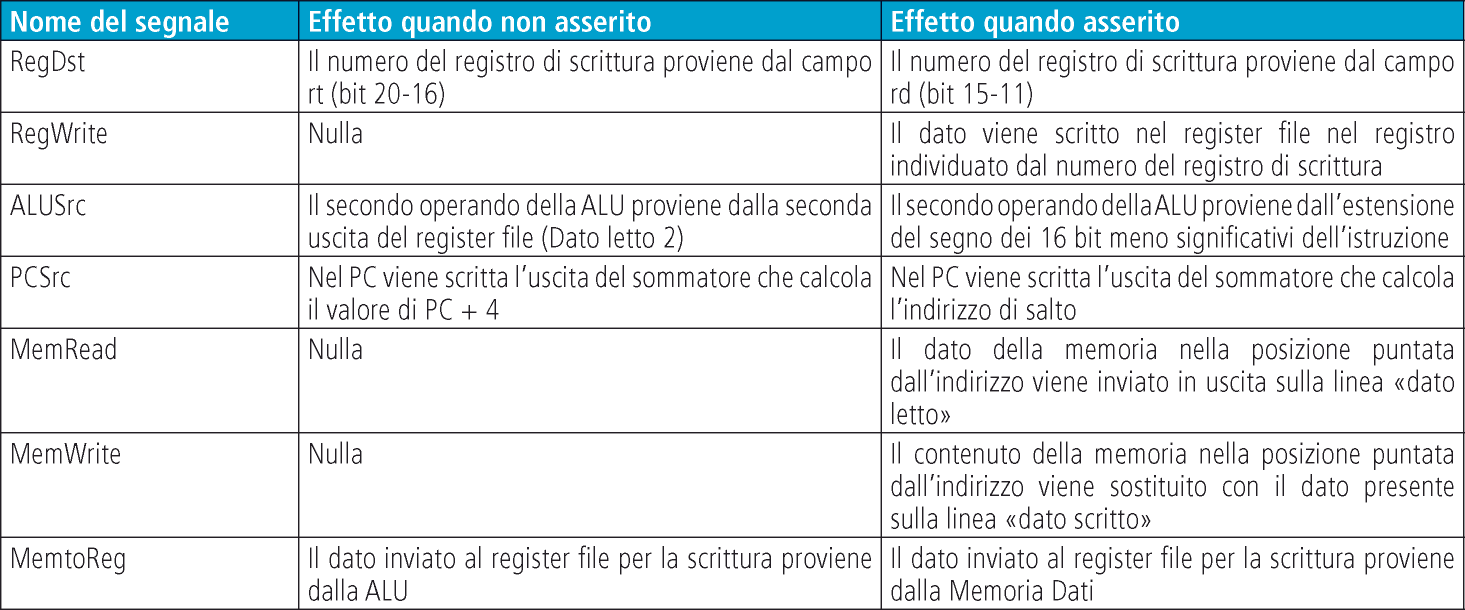 Nome del segnale
Effetto quando non asserito
Effetto quando asserito
RegDst
Il numero del registro di scrittura proviene dal campo
rt (bit 20-16)
Il numero del registro di scrittura proviene dal campo
rd (bit 15-11)
RegWrite
Nulla
Il dato viene scritto nel register file nel registro
individuato dal numero del registro di scrittura
ALUSrc
Il secondo operando della ALU proviene dalla seconda
uscita del register file (Dato letto 2)
Il secondo operando della ALU proviene dall'estensione
del segno dei 16 bit meno significativi dell'istruzione
PCSrc
Nel PC viene scritta l'uscita del sommatore che calcola
il valore di PC + 4
Nel PC viene scritta l'uscita del sommatore che calcola
l'indirizzo di salto
MemRead
Nulla
Il dato della memoria nella posizione puntata
dall'indirizzo viene inviato in uscita sulla linea «dato
letto»
MemWrite
Nulla
Il contenuto della memoria nella posizione puntata
dall'indirizzo viene sostituito con il dato presente
sulla linea «dato scritto»
MemtoReg
Il dato inviato al register file per la scrittura proviene
dalla ALU
Il dato inviato al register file per la scrittura proviene
dalla Memoria Dati